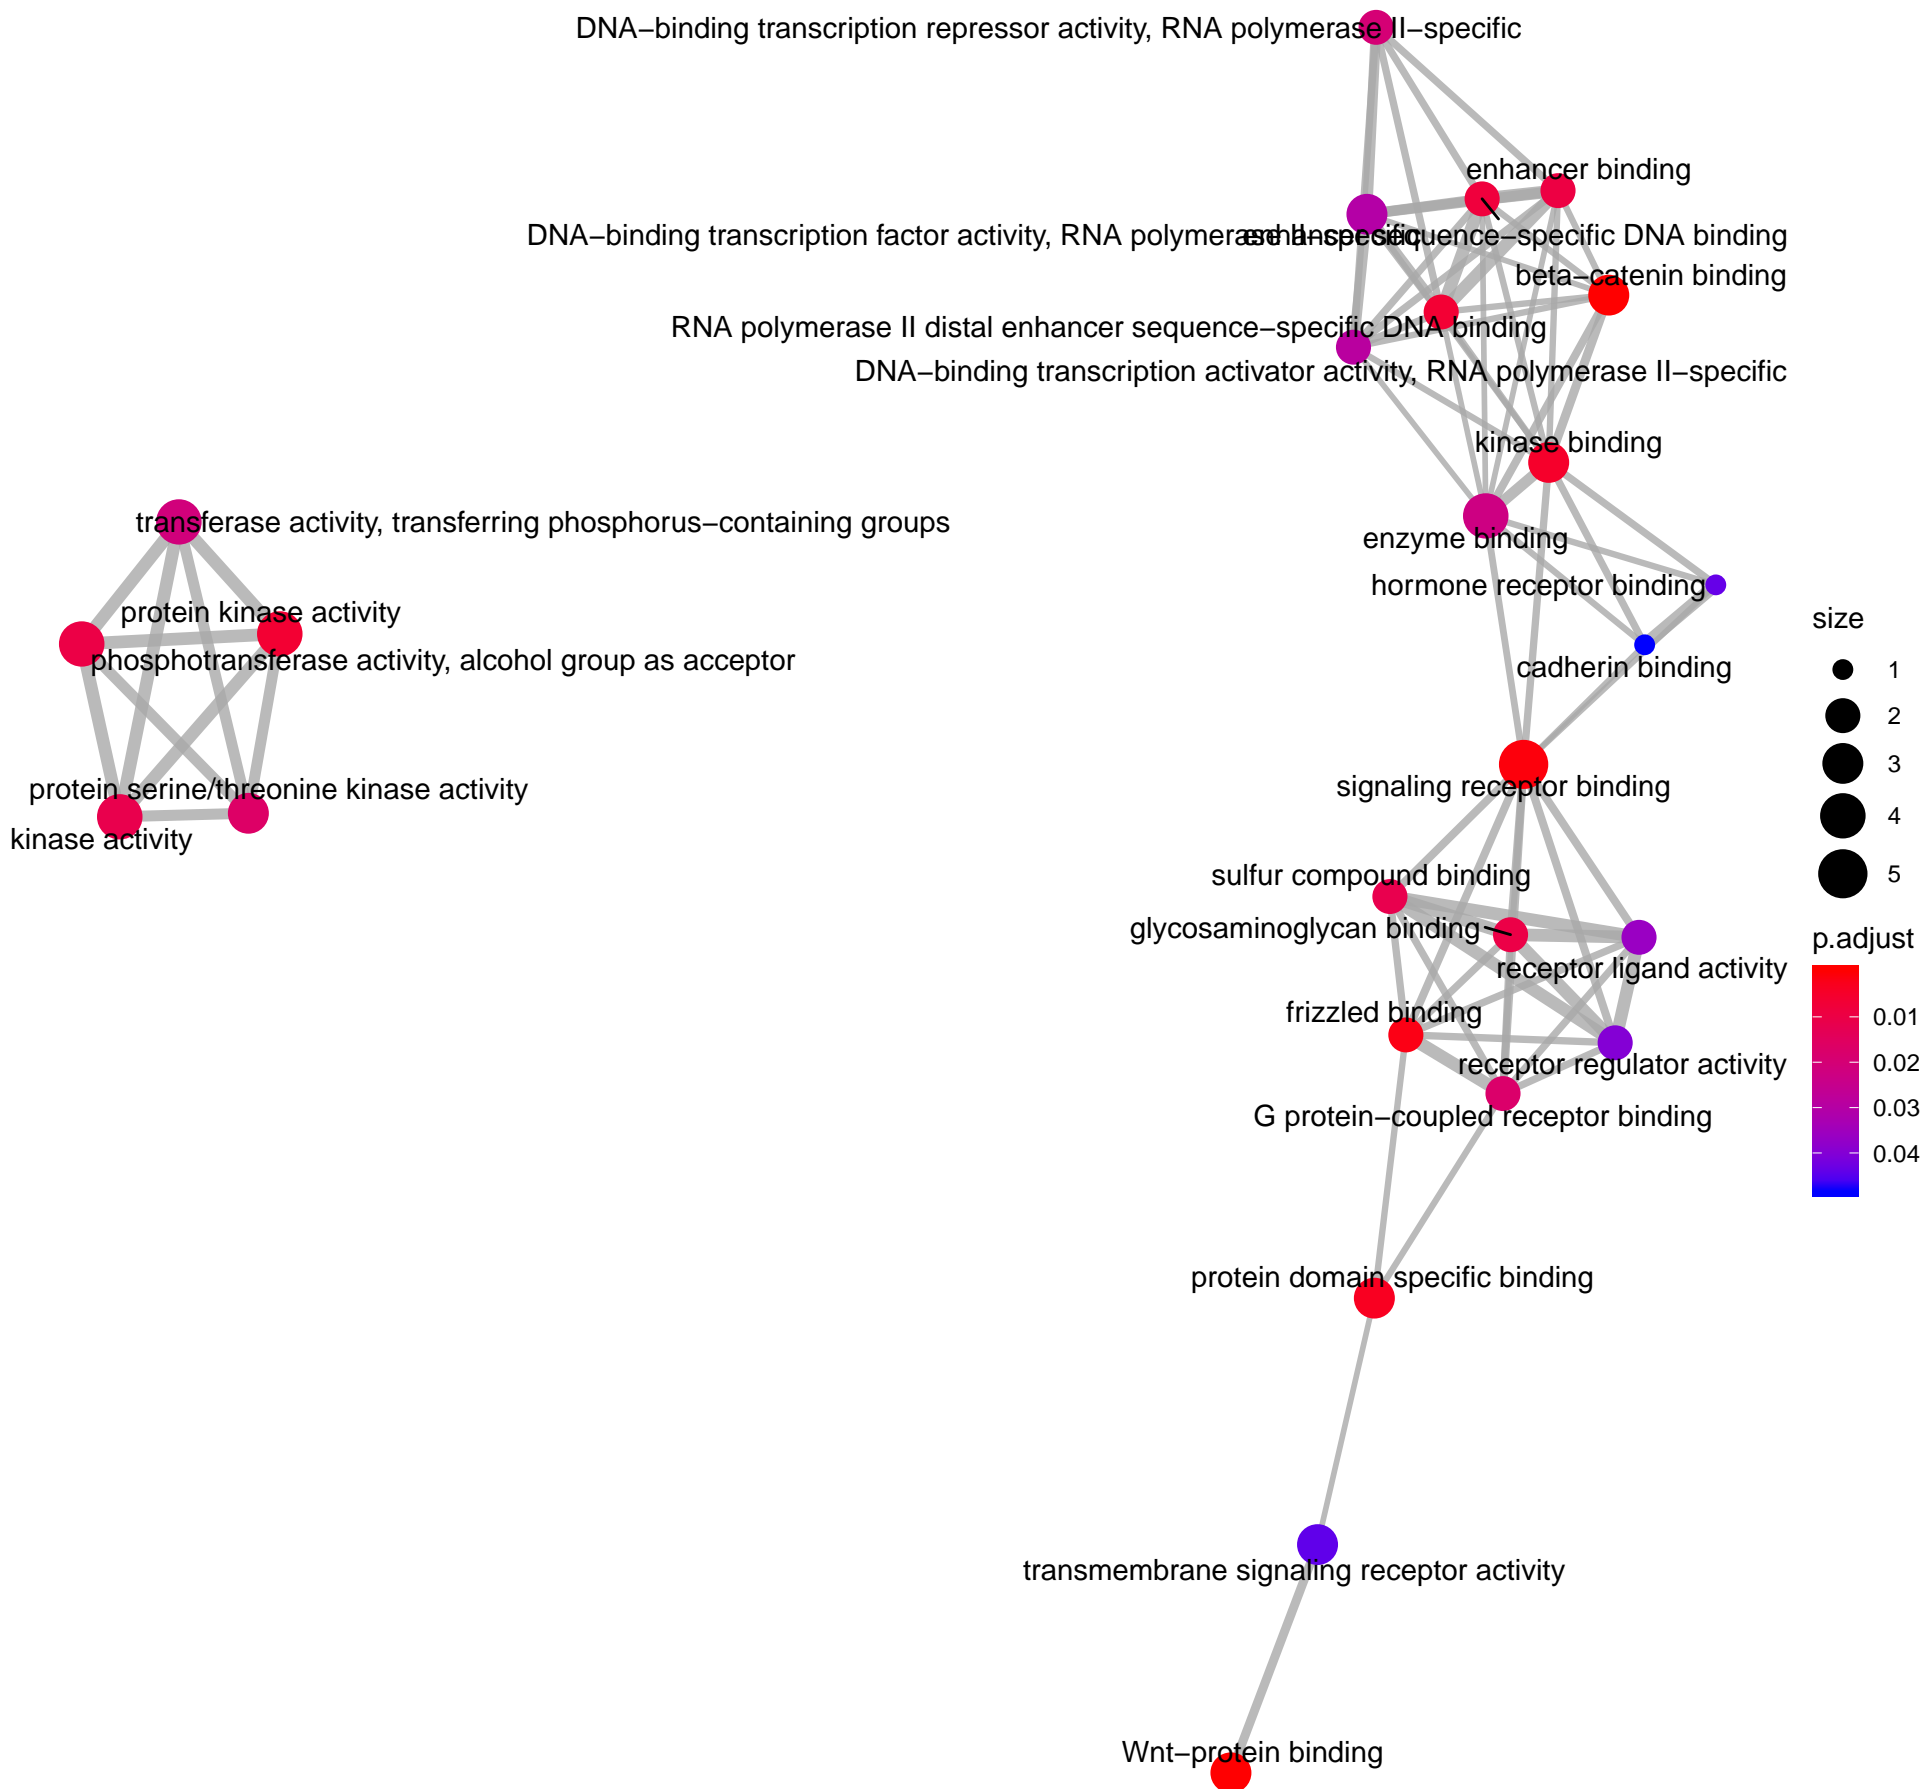 DNA−binding transcription repressor activity, RNA polymerase II−specific
enhancer binding
DNA−binding transcription factor activity, RNA polymerase II−specific
enhancer sequence−specific DNA binding
beta−catenin binding
RNA polymerase II distal enhancer sequence−specific DNA binding
DNA−binding transcription activator activity, RNA polymerase II−specific
kinase binding
transferase activity, transferring phosphorus−containing groups
enzyme binding
hormone receptor binding
protein kinase activity
phosphotransferase activity, alcohol group as acceptor
cadherin binding
protein serine/threonine kinase activity
kinase activity
signaling receptor binding
sulfur compound binding
glycosaminoglycan binding
receptor ligand activity
frizzled binding
receptor regulator activity
G protein−coupled receptor binding
protein domain specific binding
transmembrane signaling receptor activity
Wnt−protein binding
size
1
2
3
4
5
p.adjust
0.01
0.02
0.03
0.04